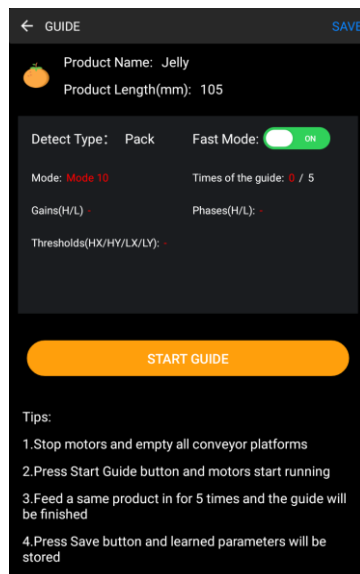 ← GUIDE SAVE
Product Name: Jelly
Product Length(mm): 105
Detect Type: Pack Fast Mode: ON
Mode: Mode 10 Times of the guide: 0 / 5
Gains(H/L) - Phases(H/L): -
Thresholds(HX/HY/LX/LY): -
START GUIDE
Tips:
1.Stop motors and empty all conveyor platforms
2.Press Start Guide button and motors start running
3.Feed a same product in for 5 times and the guide will
be finished
4.Press Save button and learned parameters will be
stored